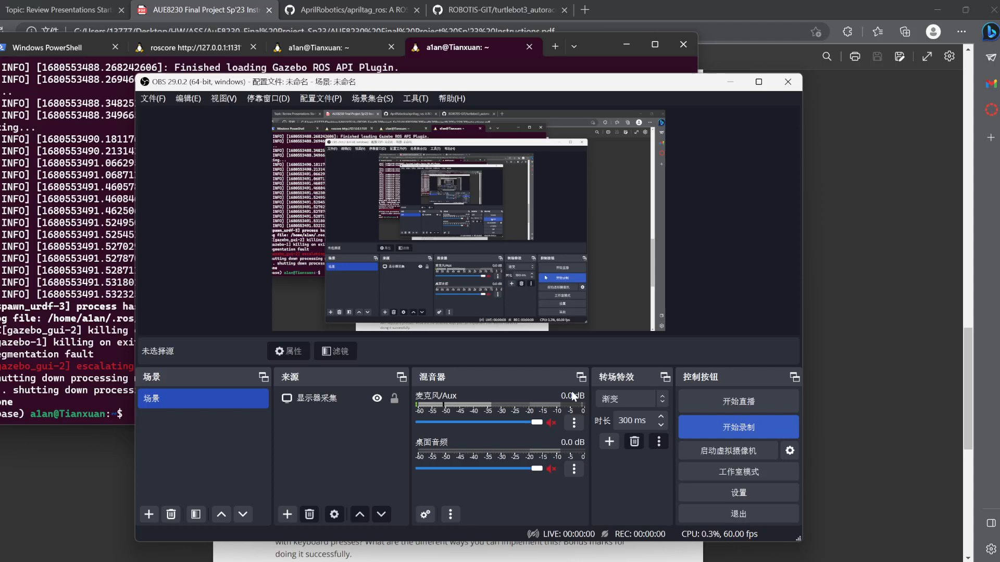 Topic: Review Presentations Start
AUE8230 Final Project Sp'23 Inst
AprilRobotics/apriltag_ros: A ROS
ROBOTIS-GIT/turtlebot3_autorac
文件
C:/Users/13777/Desktop/HW/ASS/AuE8230_Final%20Project_Sp23/AUE8230%20Final%20Project%20Sp'23%20Instructions.pdf
Windows PowerShell
roscore http://127.0.0.1:11311
a1an@Tianxuan: ~
a1an@Tianxuan: ~
INFO] [1680553488.268242606]: Finished loading Gazebo ROS API Plugin.
INFO] [1680553488.26946
..
INFO] [1680553488.34825
INFO] [1680553488.34966
ting...
INFO] [1680553490.18117
INFO] [1680553490.21314
INFO] [1680553491.06629
INFO] [1680553491.06871
INFO] [1680553491.46057
INFO] [1680553491.46084
INFO] [1680553491.46250
INFO] [1680553491.52495
INFO] [1680553491.52545
INFO] [1680553491.52702
INFO] [1680553491.52787
INFO] [1680553491.52871
INFO] [1680553491.53180
INFO] [1680553491.53232
spawn_urdf-3] process ha
og file: /home/a1an/.ros
C[gazebo_gui-2] killing
gazebo-1] killing on exi
egmentation fault
gazebo_gui-2] escalating
hutting down processing
.. shutting down process
one
base) a1an@Tianxuan:~$
OBS 29.0.2 (64-bit, windows) - 配置文件: 未命名 - 场景: 未命名
文件(F) 编辑(E) 视图(V) 停靠窗口(D) 配置文件(P) 场景集合(S) 工具(T) 帮助(H)
未选择源
属性
滤镜
场景
来源
混音器
转场特效
控制按钮
场景
显示器采集
麦克风/Aux
0.0 dB
-60 -55 -50 -45 -40 -35 -30 -25 -20 -15 -10 -5 0
桌面音频
0.0 dB
-60 -55 -50 -45 -40 -35 -30 -25 -20 -15 -10 -5 0
渐变
时长 300 ms
开始直播
开始录制
启动虚拟摄像机
工作室模式
设置
退出
LIVE: 00:00:00 REC: 00:00:00 CPU: 0.3%, 60.00 fps
with keyboard presses? What are the different ways you can implement this? Bonus marks for
doing it successfully.